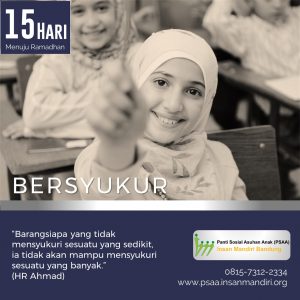 15 HARI
Menuju Ramadhan
BERSYUKUR
"Barangsiapa yang tidak
mensyukuri sesuatu yang sedikit,
ia tidak akan mampu mensyukuri
sesuatu yang banyak."
(HR Ahmad)
Panti Sosial Asuhan Anak (PSAA)
Insan Mandiri Bandung
0815-7312-2334
www.psaa.insanmandiri.org